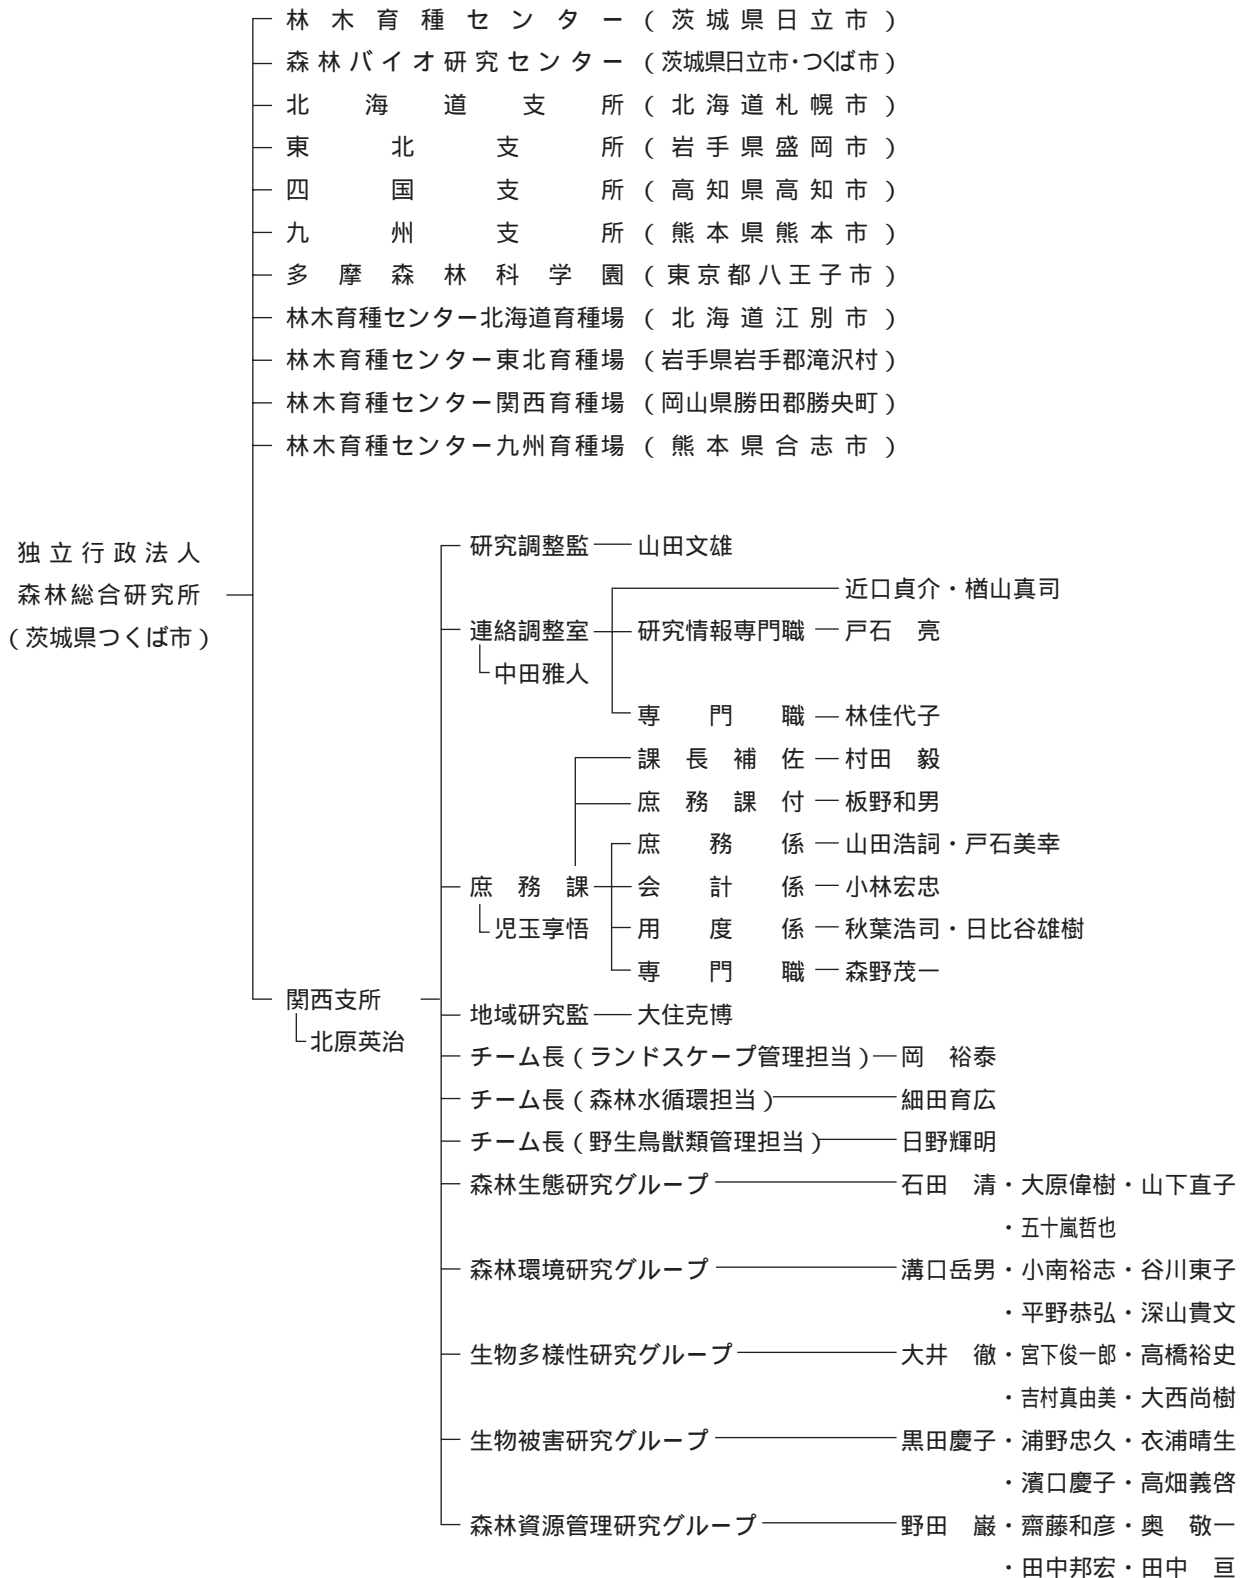 林木育種センター (茨城県日立市)
森林バイオ研究センター (茨城県日立市・つくば市)
北海道支所 (北海道札幌市)
東北支所 (岩手県盛岡市)
四国支所 (高知県高知市)
九州支所 (熊本県熊本市)
多摩森林科学園 (東京都八王子市)
林木育種センター北海道育種場 (北海道江別市)
林木育種センター東北育種場 (岩手県岩手郡滝沢村)
林木育種センター関西育種場 (岡山県勝田郡勝央町)
林木育種センター九州育種場 (熊本県合志市)
独立行政法人
森林総合研究所
(茨城県つくば市)
関西支所
北原英治
研究調整監 山田文雄
近口貞介・楢山真司
連絡調整室 研究情報専門職 戸石 亮
中田雅人
専門職 林佳代子
課長補佐 村田 毅
庶務課付 板野和男
庶務係 山田浩詞・戸石美幸
庶務課 会計係 小林宏忠
児玉享悟 用度係 秋葉浩司・日比谷雄樹
専門職 森野茂一
地域研究監 大住克博
チーム長(ランドスケープ管理担当) 岡 裕泰
チーム長(森林水循環担当) 細田育広
チーム長(野生鳥獣類管理担当) 日野輝明
森林生態研究グループ 石田 清・大原偉樹・山下直子
・五十嵐哲也
森林環境研究グループ 溝口岳男・小南裕志・谷川東子
・平野恭弘・深山貴文
生物多様性研究グループ 大井 徹・宮下俊一郎・高橋裕史
・吉村真由美・大西尚樹
生物被害研究グループ 黒田慶子・浦野忠久・衣浦晴生
・濱口慶子・高畑義啓
森林資源管理研究グループ 野田 巌・齋藤和彦・奥 敬一
・田中邦宏・田中 亘